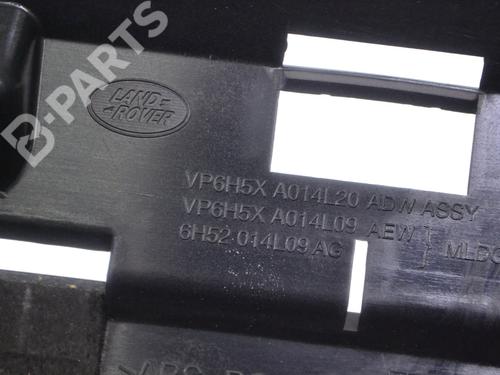 B-PARTS
LAND-
ROVER
VP6H5X A014L20 ADW ASSY
VP6H5X A014L09 AEW
6H52-014L09 AG
MLDG